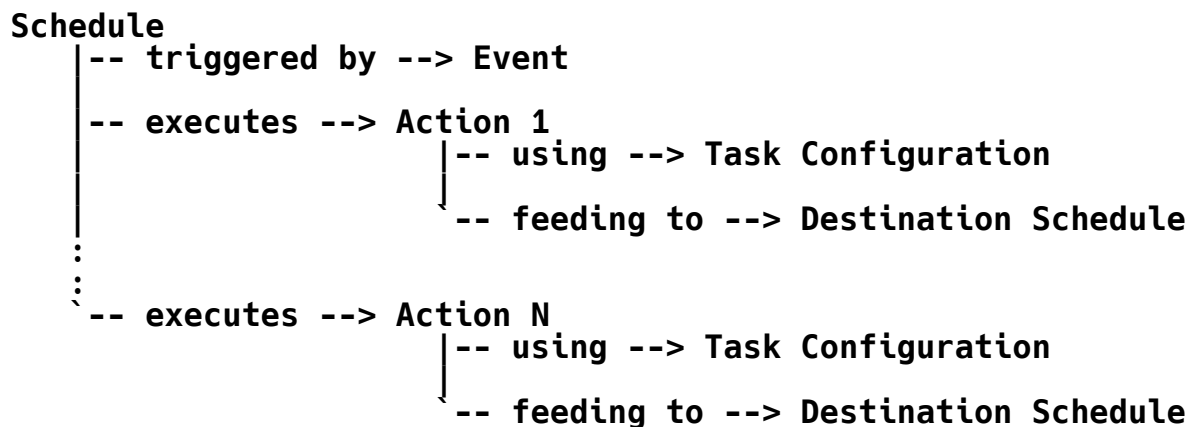 Schedule
|-- triggered by --> Event
|
|-- executes --> Action 1
|                      |-- using --> Task Configuration
|                      |
|                      `-- feeding to --> Destination Schedule
:
:
`-- executes --> Action N
                       |-- using --> Task Configuration
                       |
                       `-- feeding to --> Destination Schedule